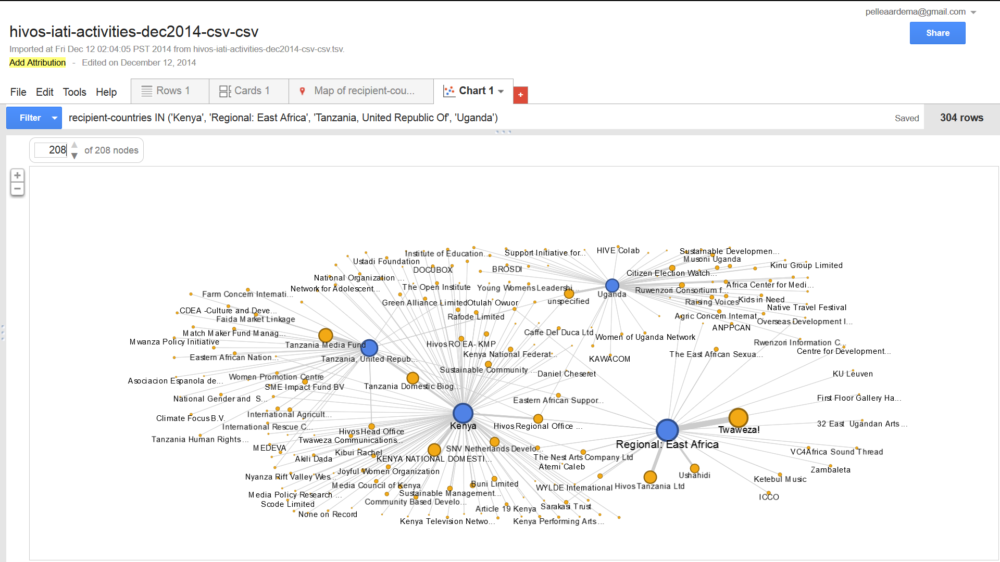 pelleaardema@gmail.com
hivos-iati-activities-dec2014-csv-csv
Share
Imported at Fri Dec 12 02:04:05 PST 2014 from hivos-iati-activities-dec2014-csv-csv.tsv.
Add Attribution - Edited on December 12, 2014
File Edit Tools Help
Rows 1
Cards 1
Map of recipient-cou...
Chart 1
+
Filter
recipient-countries IN ('Kenya', 'Regional: East Africa', 'Tanzania, United Republic Of', 'Uganda')
Saved
304 rows
208 of 208 nodes
+
−
Support Initiative for...
HIVE Colab
Sustainable Developmen...
Institute of Education...
Musoni Uganda
Ustadi Foundation
Kinu Group Limited
DOCUBOX
BROSDI
Citizen Election Watch...
National Organization ...
Network for Adolescent...
The Open Institute
Young Womens Leadershi...
Africa Center for Medi...
Ruwenzori Consortium f...
Farm Concern Internati...
Uganda
unspecified
Green Alliance Limited
Otulah Owuor
Raising Voices
Kids in Need
Native Travel Festival
CDEA -Culture and Deve...
Faida Market Linkage
Rafode Limited
Agric Concern Internat...
Overseas Development I...
ANPPCAN
Match Maker Fund Manag...
Caffe Del Duca Ltd
Women of Uganda Network
Mwanza Policy Initiative
Tanzania Media Fund
Hivos RO EA- KMP
Rwenzori Information C...
Centre for Development...
Eastern African Nation...
Tanzania, United Repub...
Kenya National Federat...
KAWACOM
The East African Sexua...
Sustainable Community ...
Daniel Cheseret
KU Leuven
Asociacion Espanola de...
Women Promotion Centre
SME Impact Fund BV
Tanzania Domestic Biog...
National Gender and S...
Eastern African Suppor...
First Floor Gallery Ha...
Climate Focus B.V.
International Agricult...
International Rescue C...
Kenya
Hivos Regional Office ...
Twaweza!
32 East Ugandan Arts ...
Hivos Head Office
Tanzania Human Rights ...
Twaweza Communications...
Regional: East Africa
MEDEVA
Kibui Rachel
SNV Netherlands Develo...
VC4Africa
Sound Thread
Akili Dada
KENYA NATIONAL DOMESTI...
The Nest Arts Company Ltd
Atemi Caleb
Zambaleta
Nyanza Rift Valley Wes...
Joyful Women Organization
Ushahidi
Ketebul Music
Media Council of Kenya
Buni Limited
WYLDE International
Hivos Tanzania Ltd
Media Policy Research ...
Sustainable Management...
ICCO
Scode Limited
Community Based Develo...
Article 19 Kenya
Sarakasi Trust
None on Record
Kenya Television Netwo...
Kenya Performing Arts ...